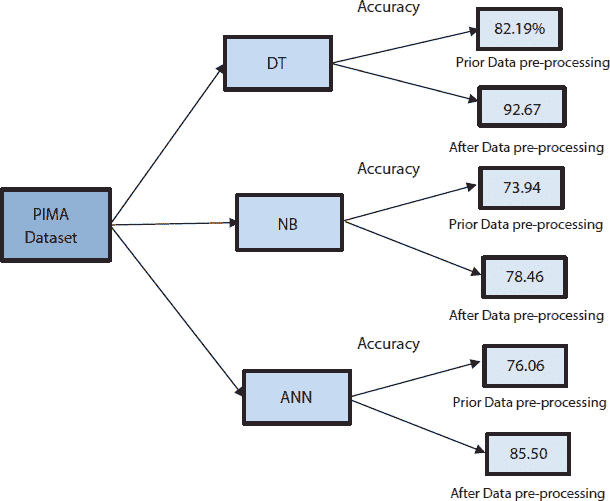 PIMA
Dataset
DT
Accuracy
82.19%
Prior Data pre-processing
92.67
After Data pre-processing
NB
Accuracy
73.94
Prior Data pre-processing
78.46
After Data pre-processing
ANN
Accuracy
76.06
Prior Data pre-processing
85.50
After Data pre-processing